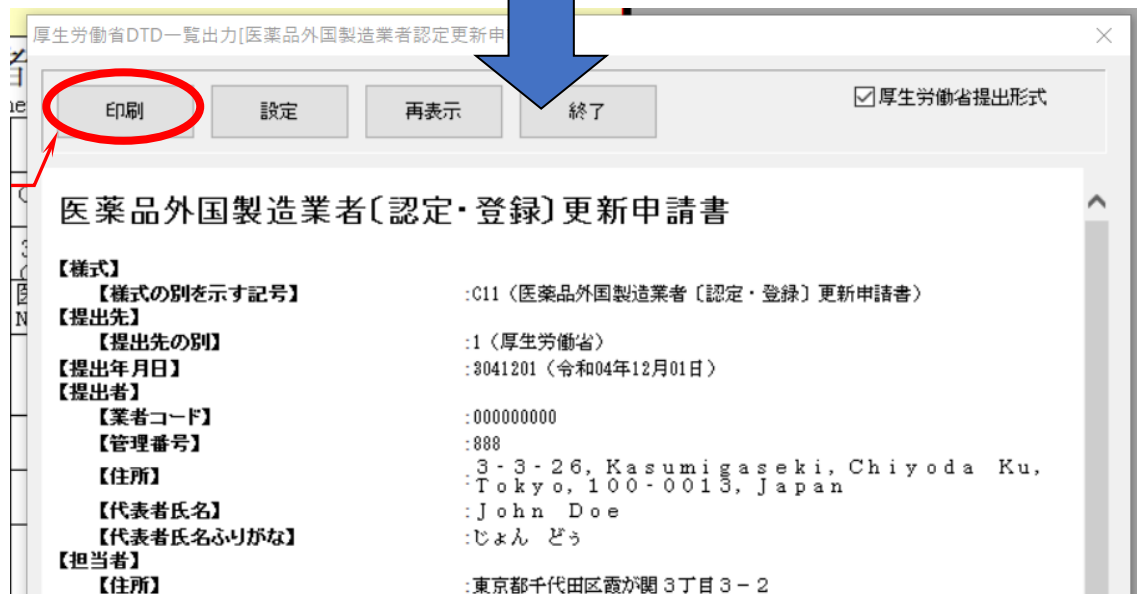 厚生労働省DTD一覧出力[医薬品外国製造業者認定更新申
印刷 設定 再表示 終了 厚生労働省提出形式
医薬品外国製造業者〔認定・登録〕更新申請書
【様式】
【様式の別を示す記号】 :C11（医薬品外国製造業者〔認定・登録〕更新申請書）
【提出先】
【提出先の別】 :1（厚生労働省）
【提出年月日】 :3041201（令和04年12月01日）
【提出者】
【業者コード】 :000000000
【管理番号】 :888
【住所】 :３-３-２６, Ｋａｓｕｍｉｇａｓｅｋｉ, Ｃｈｉｙｏｄａ　Ｋｕ,
Ｔｏｋｙｏ, １００-００１３, Ｊａｐａｎ
【代表者氏名】 :Ｊｏｈｎ　Ｄｏｅ
【代表者氏名ふりがな】 :じょん　どぅ
【担当者】
【住所】 :東京都千代田区霞が関３丁目３－２